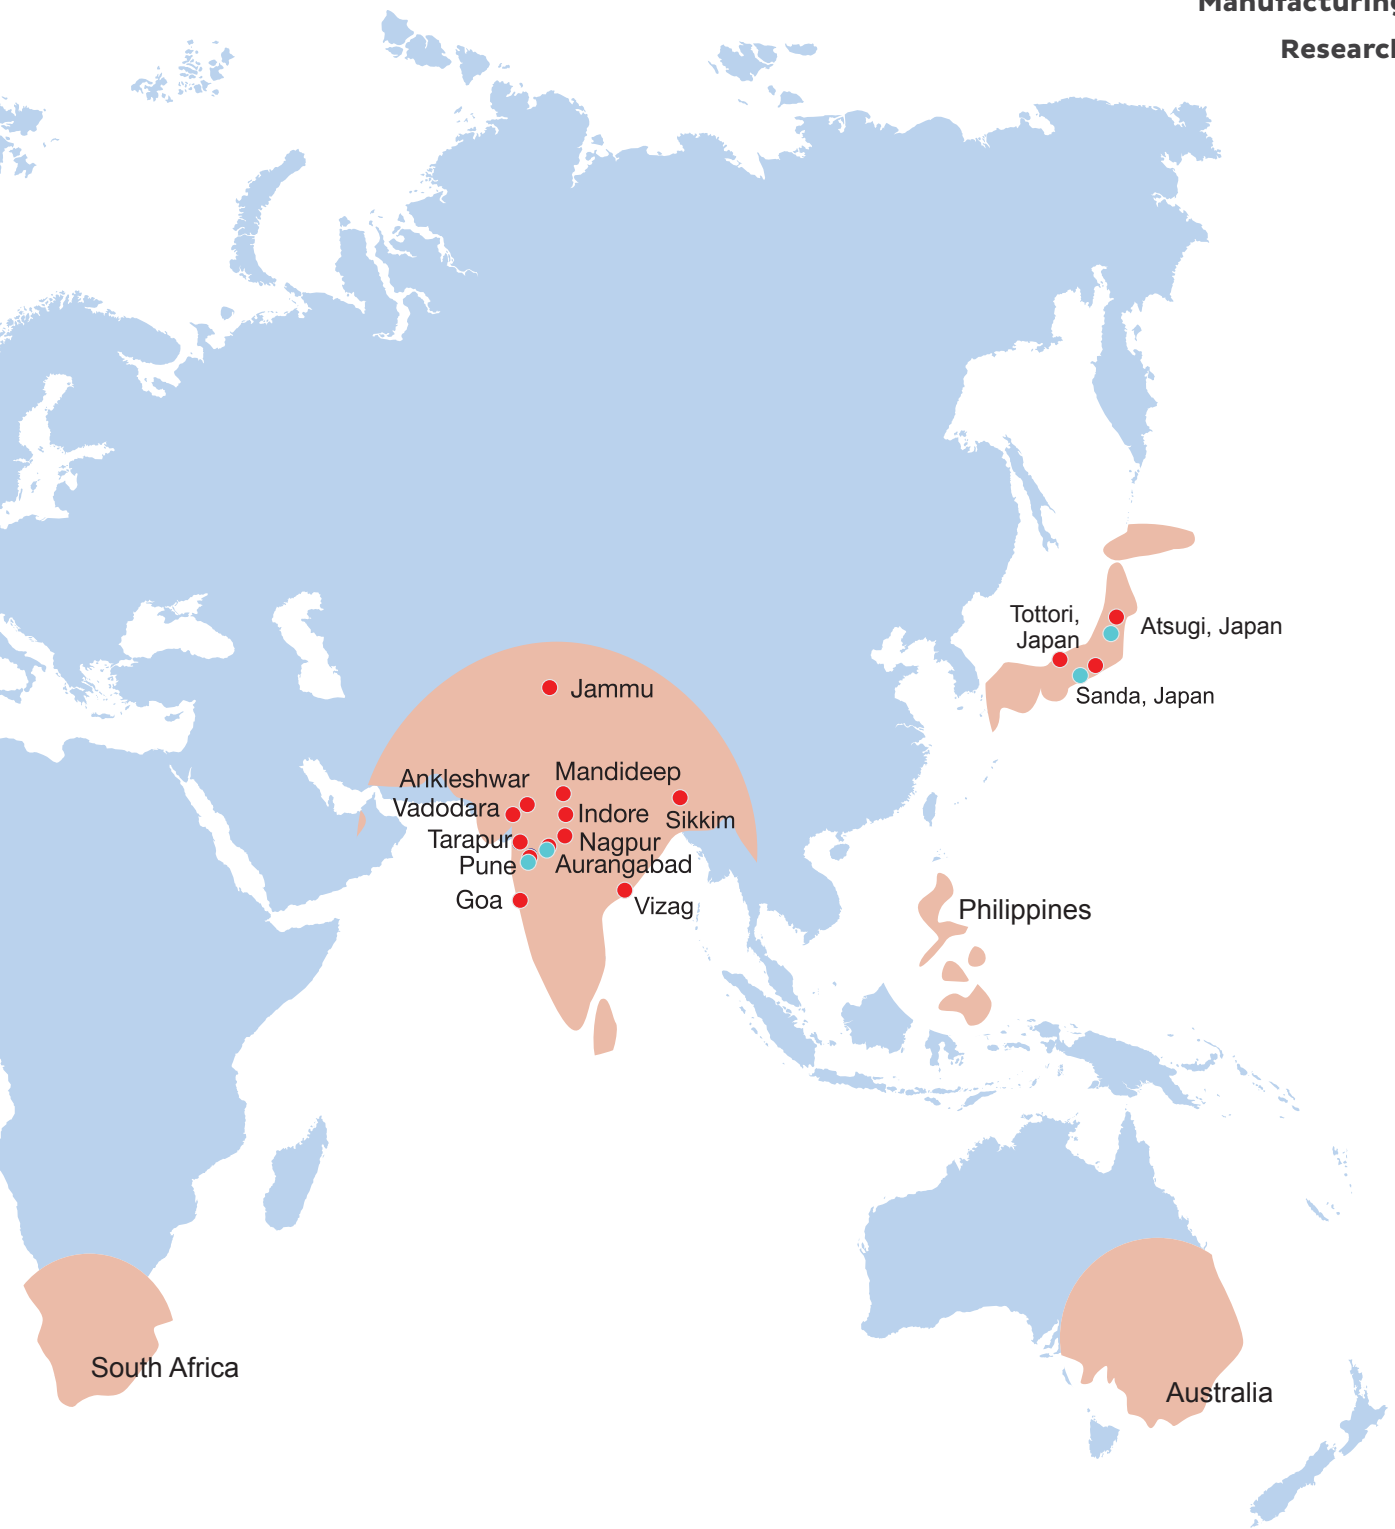 Manufacturing
Research
Tottori,
Japan
Atsugi, Japan
Sanda, Japan
Jammu
Ankleshwar
Mandideep
Vadodara
Indore
Sikkim
Tarapur
Nagpur
Pune
Aurangabad
Goa
Vizag
Philippines
South Africa
Australia